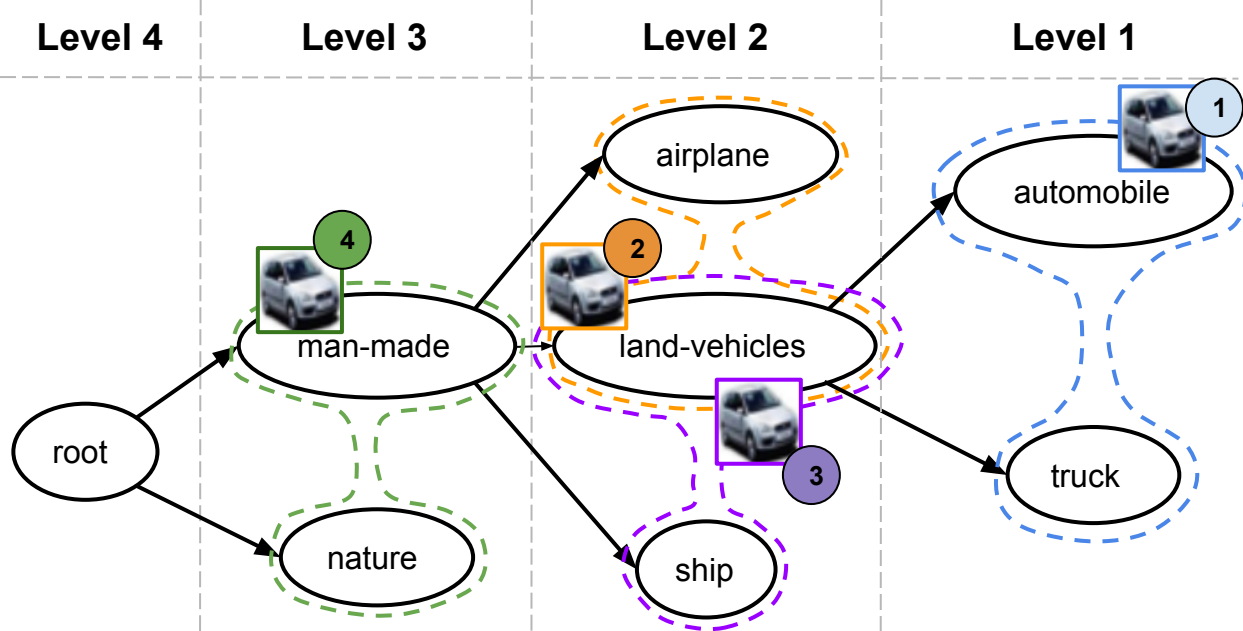 Level 4
Level 3
Level 2
Level 1
1
airplane
automobile
4
2
man-made
land-vehicles
root
3
truck
nature
ship